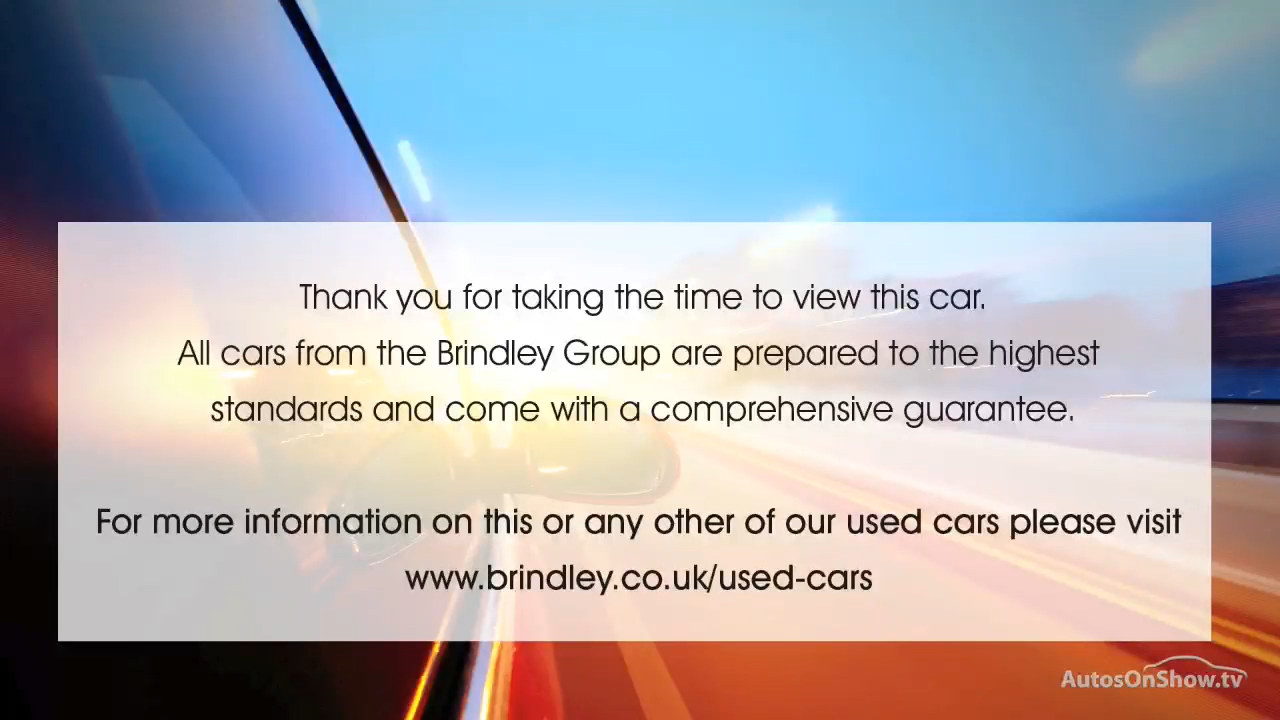 Thank you for taking the time to view this car.
All cars from the Brindley Group are prepared to the highest
standards and come with a comprehensive guarantee.
For more information on this or any other of our used cars please visit
www.brindley.co.uk/used-cars
AutosOnShow.tv